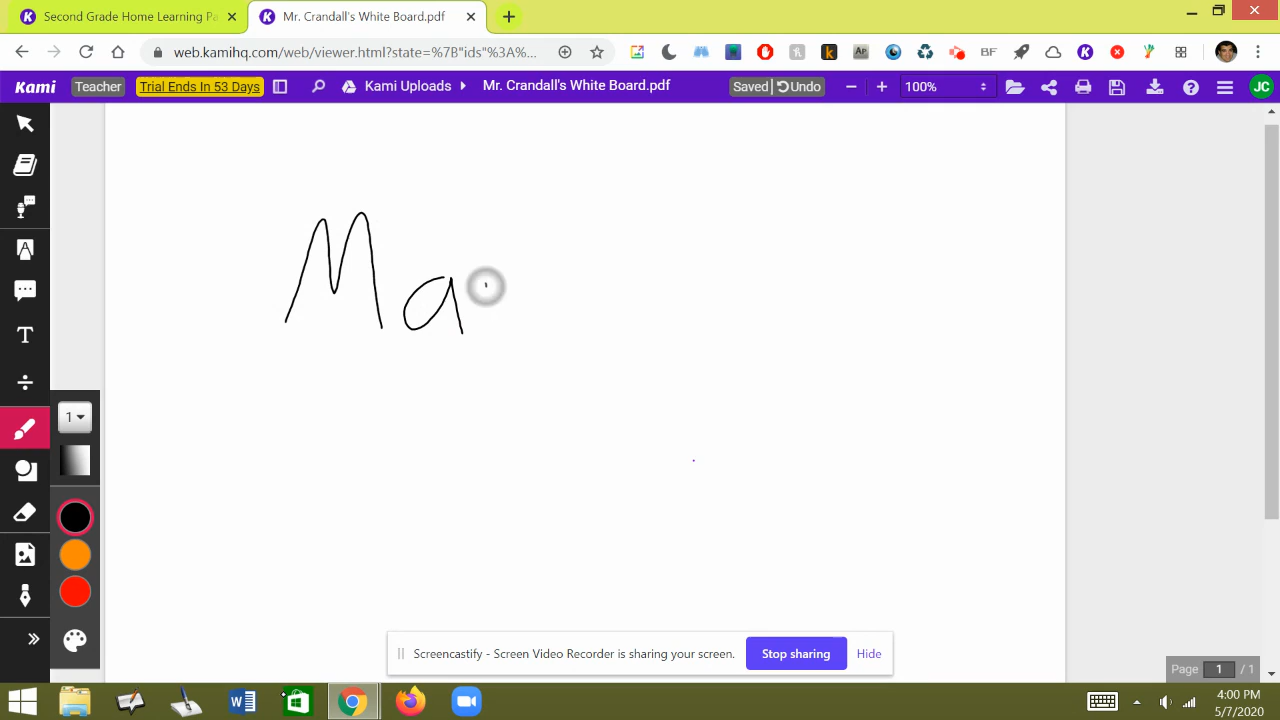 Second Grade Home Learning Pa
Mr. Crandall's White Board.pdf
web.kamihq.com/web/viewer.html?state=%7B"ids"%3A%...
BF
Kami
Teacher
Trial Ends In 53 Days
Kami Uploads
Mr. Crandall's White Board.pdf
Saved
Undo
100%
JC
Ma
1
Screencastify - Screen Video Recorder is sharing your screen.
Stop sharing
Hide
Page 1 / 1
4:00 PM
5/7/2020